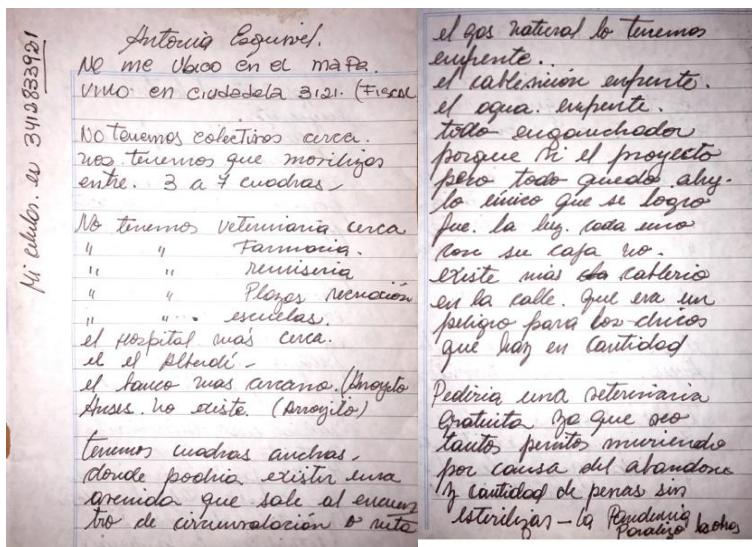 Mi celular. es 3412833921
Antonia Esquivel.
No me ubico en el mapa.
vivo en ciudadela 3121. (Fiscal
No tenemos colectivos cerca.
nos tenemos que movilizar
entre. 3 a 7 cuadras
No tenemos veterinaria cerca
" " Farmacia.
" " remiseria
" " Plazas recreación
" " escuelas.
el Hospital más cerca.
es el Alberdi -
el banco mas cercano. (Arroyito
Anses. no existe. (Arroyito)
tenemos cuadras anchas.
donde podria existir una
avenida que sale al encuen
tro de circunvalación o ruta
el gas natural lo tenemos
enfrente..
el cablevisión enfrente.
el agua. enfrente.
todo enganchados
porque si el proyecto
pero todo quedo ahy.
lo único que se logro
fue. la luz. cada uno
con su caja no.
existe más cablerio
en la calle. que era un
peligro para los chicos
que hay en cantidad
Pediria una veterinaria
gratuita ya que veo
tantos perritos muriendo
por causa del abandono
y cantidad de perras sin
esterilizar - la Pandemia
Paralizo las obras